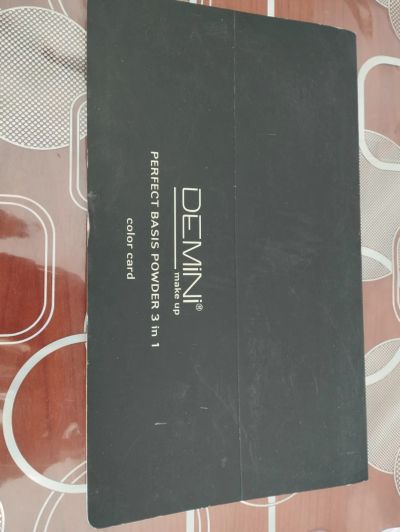 DEMiNi®
make up
PERFECT BASIS POWDER 3 in 1
color card